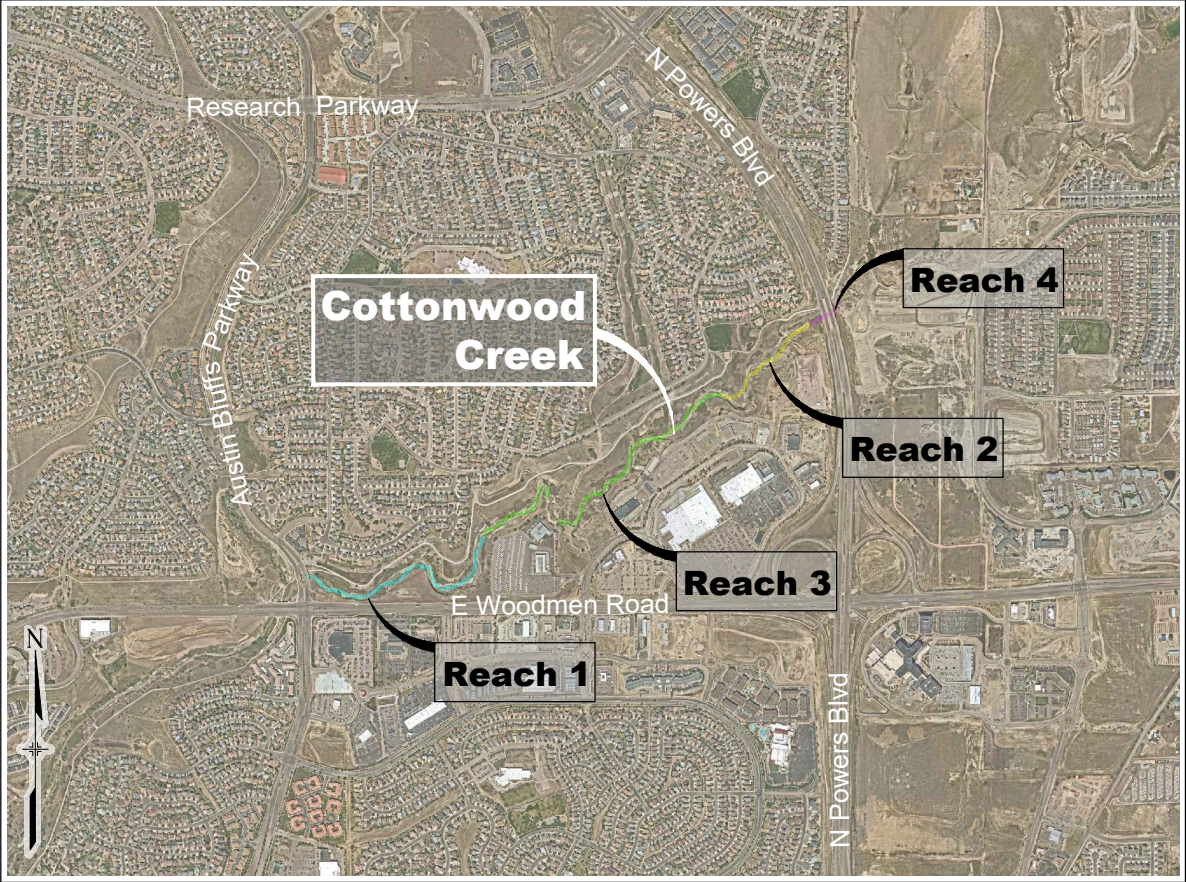 Research Parkway
N Powers Blvd
Austin Bluffs Parkway
Reach 4
Cottonwood
Creek
Reach 2
Reach 3
E Woodmen Road
Reach 1
N
N Powers Blvd